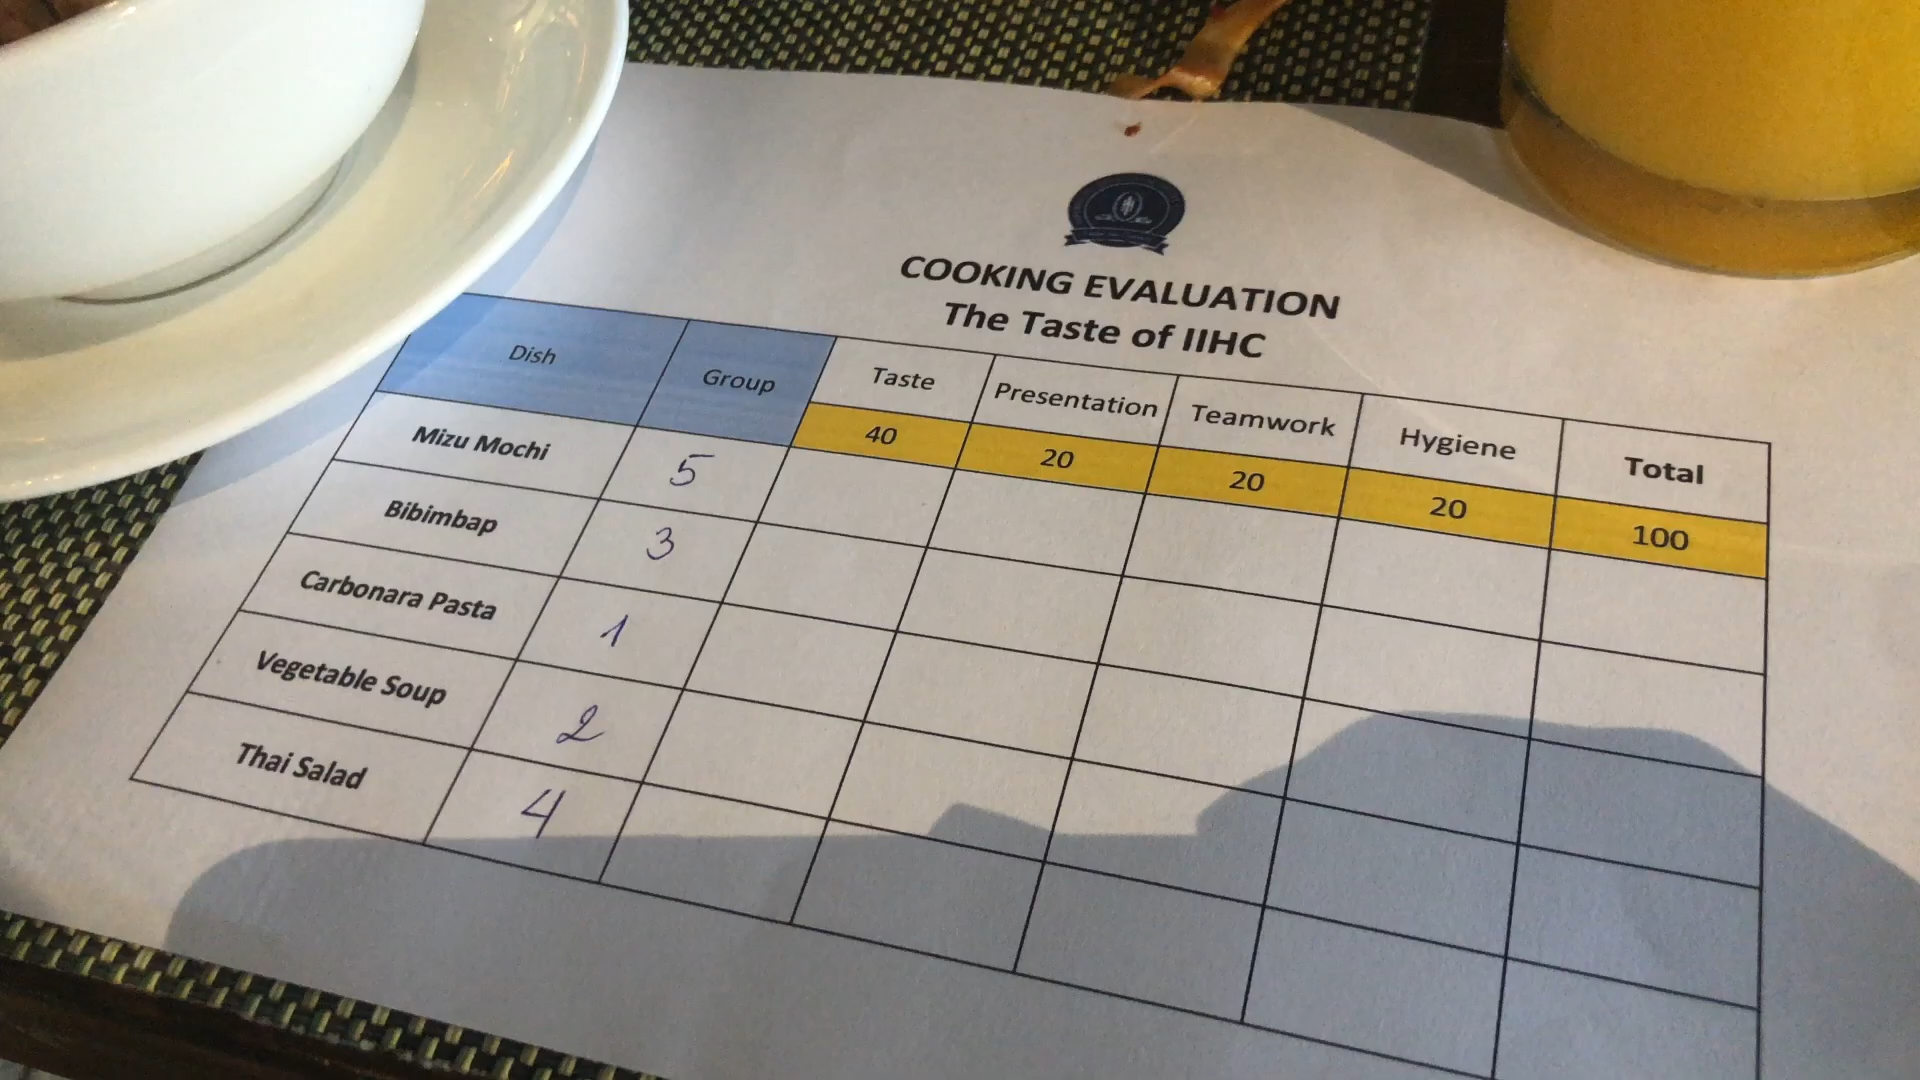 COOKING EVALUATION
The Taste of IIHC
Dish Group Taste Presentation Teamwork Hygiene Total
40 20 20 20 100
Mizu Mochi 5
Bibimbap 3
Carbonara Pasta 1
Vegetable Soup 2
Thai Salad 4